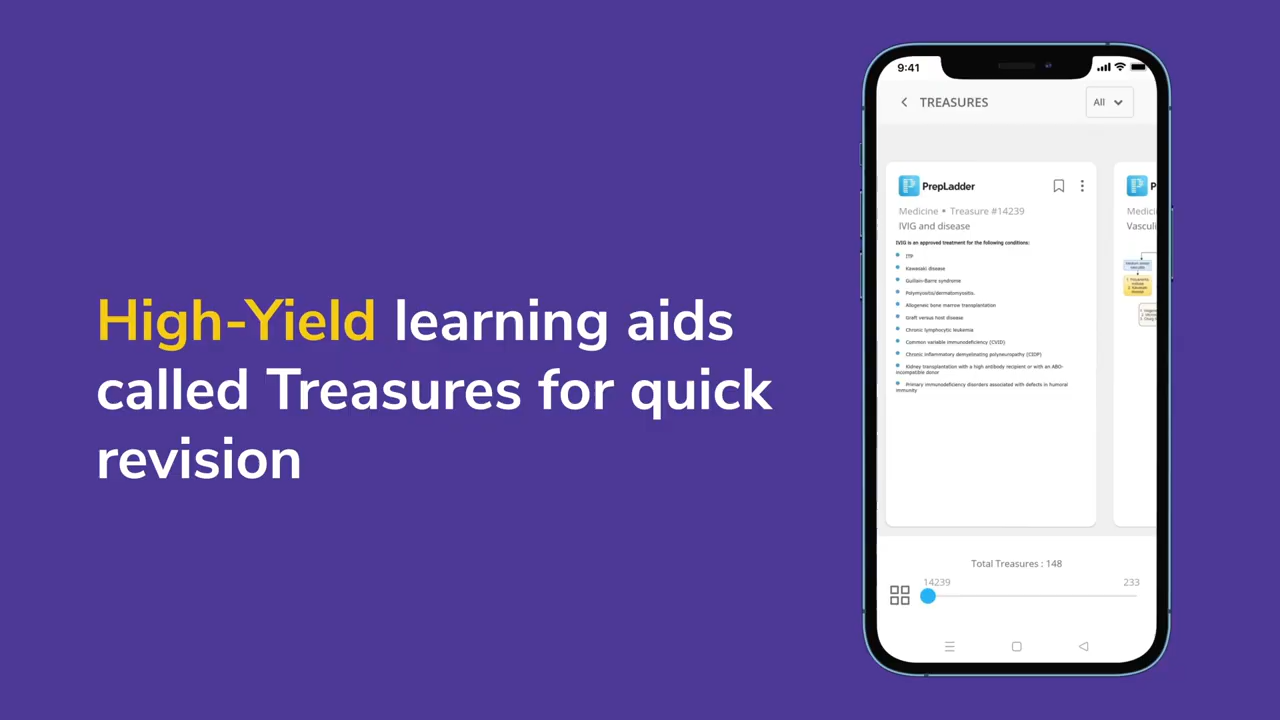 High-Yield learning aids
called Treasures for quick
revision
9:41
TREASURES
All
PrepLadder
Medicine • Treasure #14239
IVIG and disease
IVIG is an approved treatment for the following conditions:
ITP
Kawasaki disease
Guillain-Barre syndrome
Polymyositis/dermatomyositis.
Allogeneic bone marrow transplantation
Graft versus host disease
Chronic lymphocytic leukemia
Common variable immunodeficiency (CVID)
Chronic inflammatory demyelinating polyneuropathy (CIDP)
Kidney transplantation with a high antibody recipient or with an ABO-
incompatible donor
Primary immunodeficiency disorders associated with defects in humoral
immunity
P
Medici
Vasculi
Total Treasures : 148
14239
233